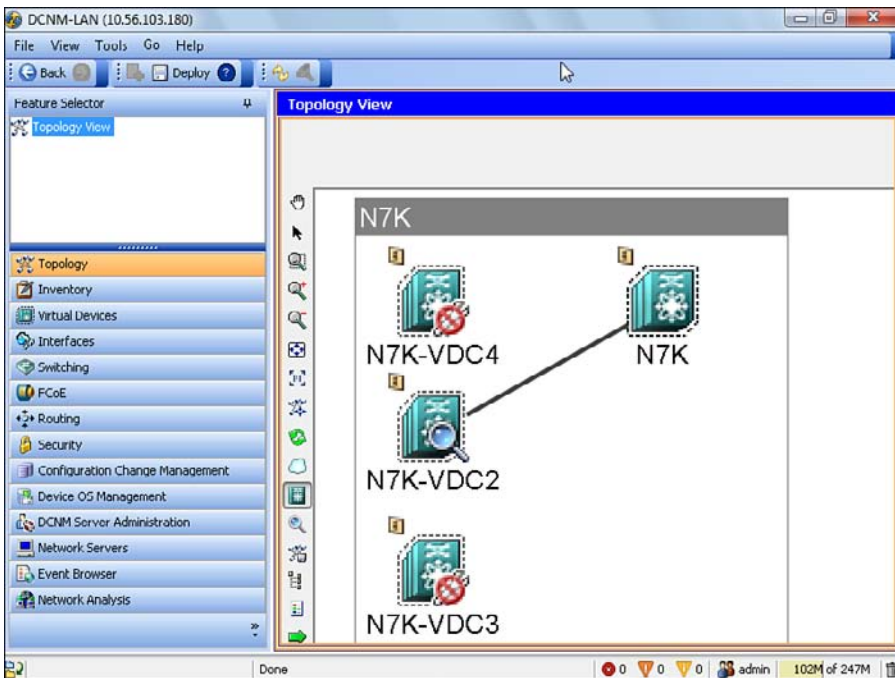 DCNM-LAN (10.56.103.180)
File View Tools Go Help
Back Deploy
Feature Selector
Topology View
Topology
Inventory
Virtual Devices
Interfaces
Switching
FCoE
Routing
Security
Configuration Change Management
Device OS Management
DCNM Server Administration
Network Servers
Event Browser
Network Analysis
Topology View
N7K
N7K-VDC4
N7K
N7K-VDC2
N7K-VDC3
Done 0 0 0 admin 102M of 247M